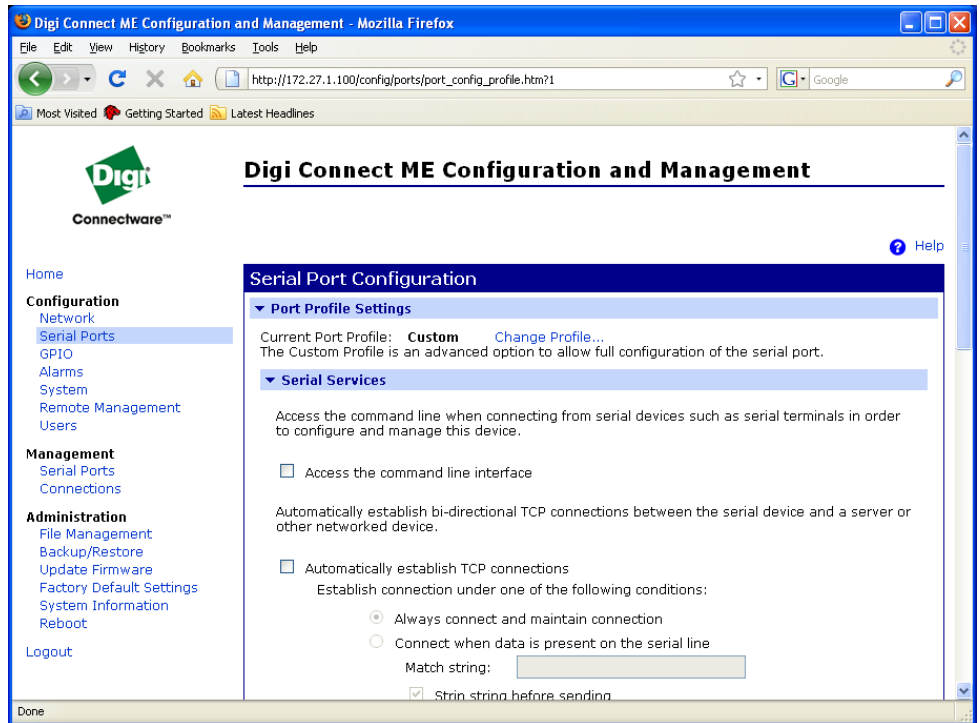 Digi Connect ME Configuration and Management - Mozilla Firefox
File Edit View History Bookmarks Tools Help
http://172.27.1.100/config/ports/port_config_profile.htm?1
G Google
Most Visited Getting Started Latest Headlines
Digi
Connectware™
Digi Connect ME Configuration and Management
? Help
Home
Configuration
Network
Serial Ports
GPIO
Alarms
System
Remote Management
Users
Management
Serial Ports
Connections
Administration
File Management
Backup/Restore
Update Firmware
Factory Default Settings
System Information
Reboot
Logout
Serial Port Configuration
Port Profile Settings
Current Port Profile: Custom Change Profile...
The Custom Profile is an advanced option to allow full configuration of the serial port.
Serial Services
Access the command line when connecting from serial devices such as serial terminals in order
to configure and manage this device.
Access the command line interface
Automatically establish bi-directional TCP connections between the serial device and a server or
other networked device.
Automatically establish TCP connections
Establish connection under one of the following conditions:
Always connect and maintain connection
Connect when data is present on the serial line
Match string:
Strip string before sending
Done